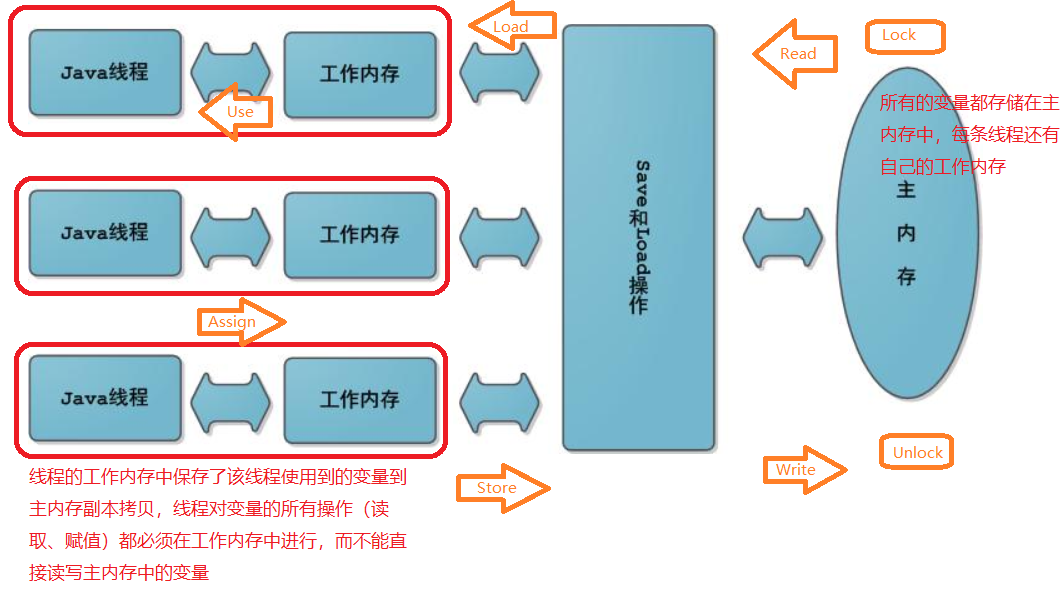 Load
Read
Lock
Java线程
工作内存
Use
所有的变量都存储在主
内存中，每条线程还有
自己的工作内存
Save和Load操作
主
内
存
Java线程
工作内存
Assign
Java线程
工作内存
Unlock
Write
Store
线程的工作内存中保存了该线程使用到的变量到
主内存副本拷贝，线程对变量的所有操作（读
取、赋值）都必须在工作内存中进行，而不能直
接读写主内存中的变量